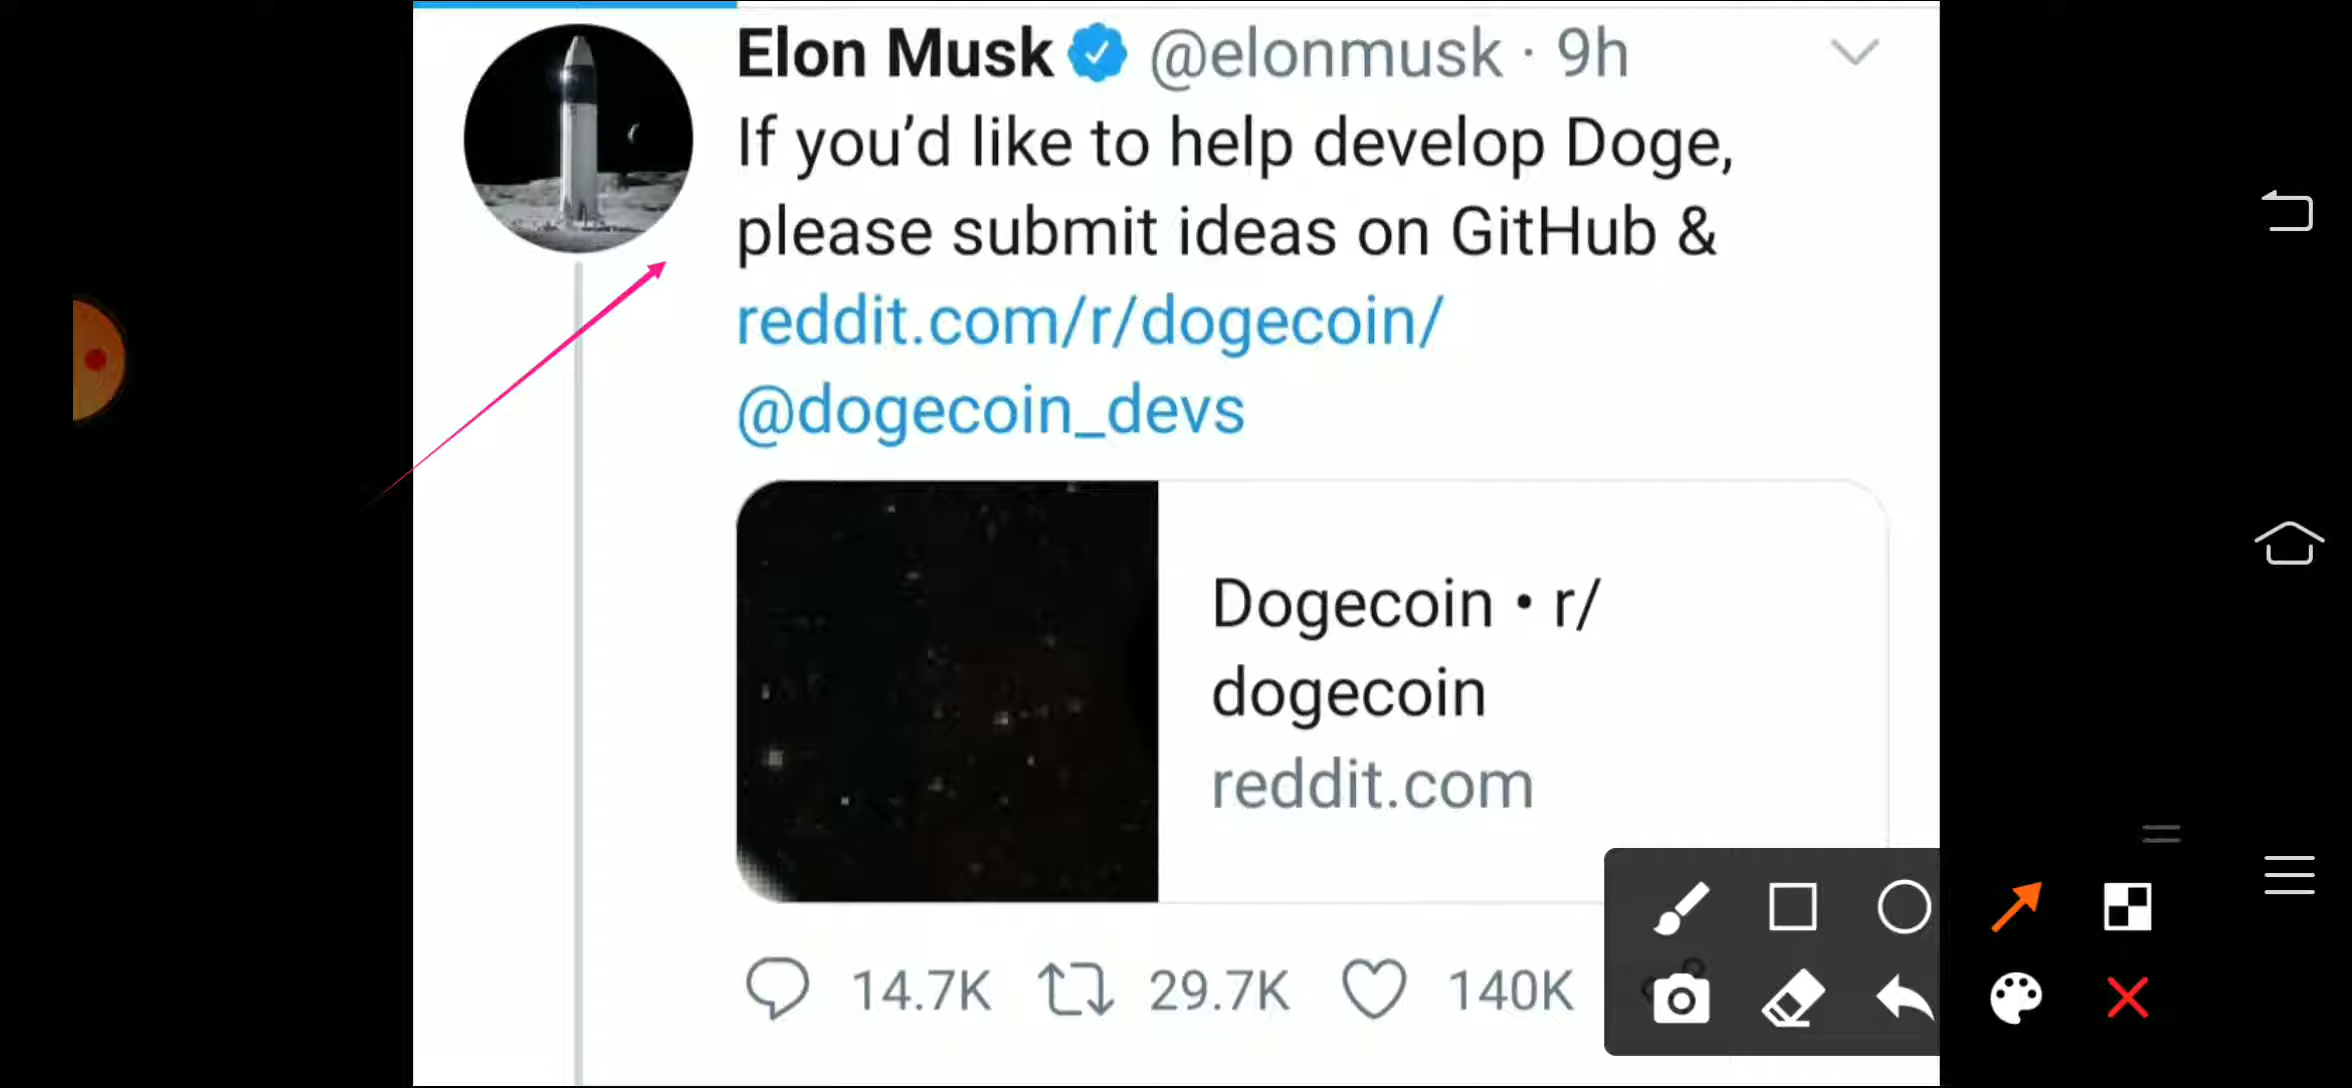 Elon Musk @elonmusk · 9h
If you’d like to help develop Doge,
please submit ideas on GitHub &
reddit.com/r/dogecoin/
@dogecoin_devs
Dogecoin • r/
dogecoin
reddit.com
14.7K 29.7K 140K